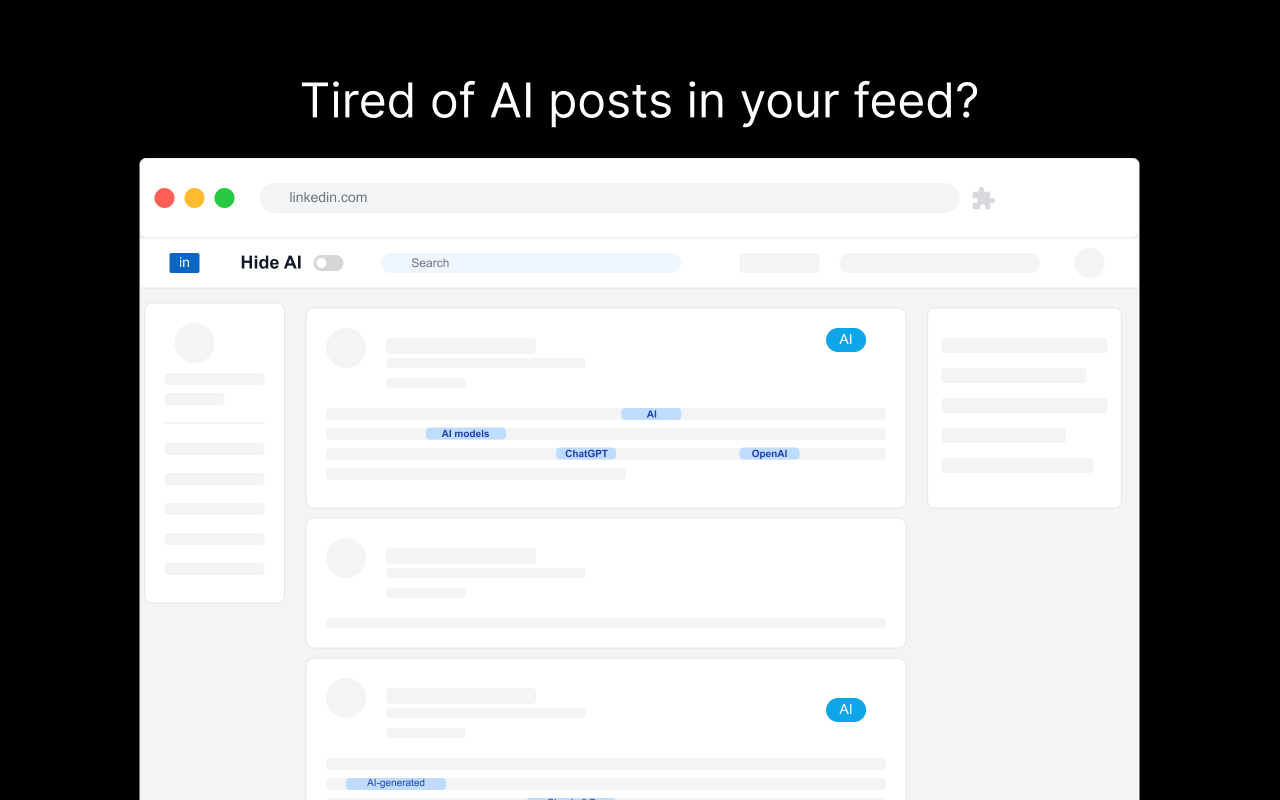 Tired of AI posts in your feed?
linkedin.com
in
Hide AI
Search
AI
AI
AI models
ChatGPT
OpenAI
AI
AI-generated